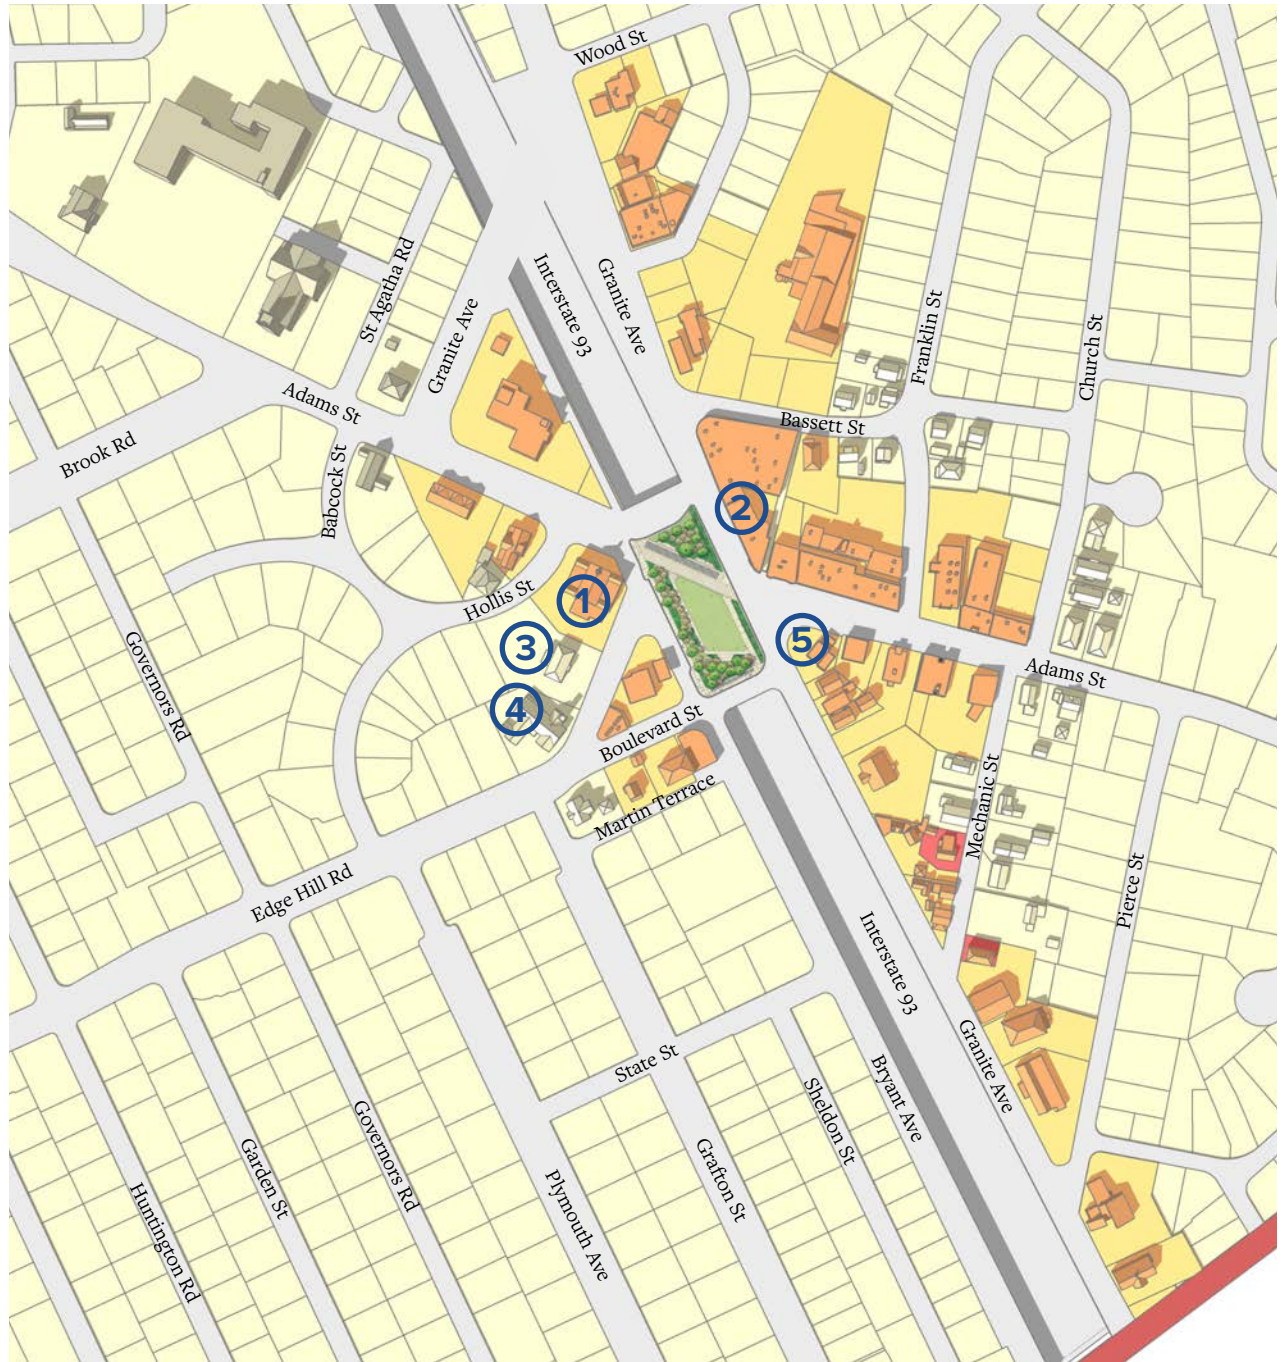 Wood St
Interstate 93
Granite Ave
St Agatha Rd
Granite Ave
Franklin St
Church St
Adams St
Bassett St
Brook Rd
Babcock St
2
1
Hollis St
3
5
4
Adams St
Governors Rd
Boulevard St
Mechanic St
Martin Terrace
Pierce St
Edge Hill Rd
Interstate 93
Granite Ave
State St
Bryant Ave
Sheldon St
Governors Rd
Garden St
Grafton St
Huntington Rd
Plymouth Ave